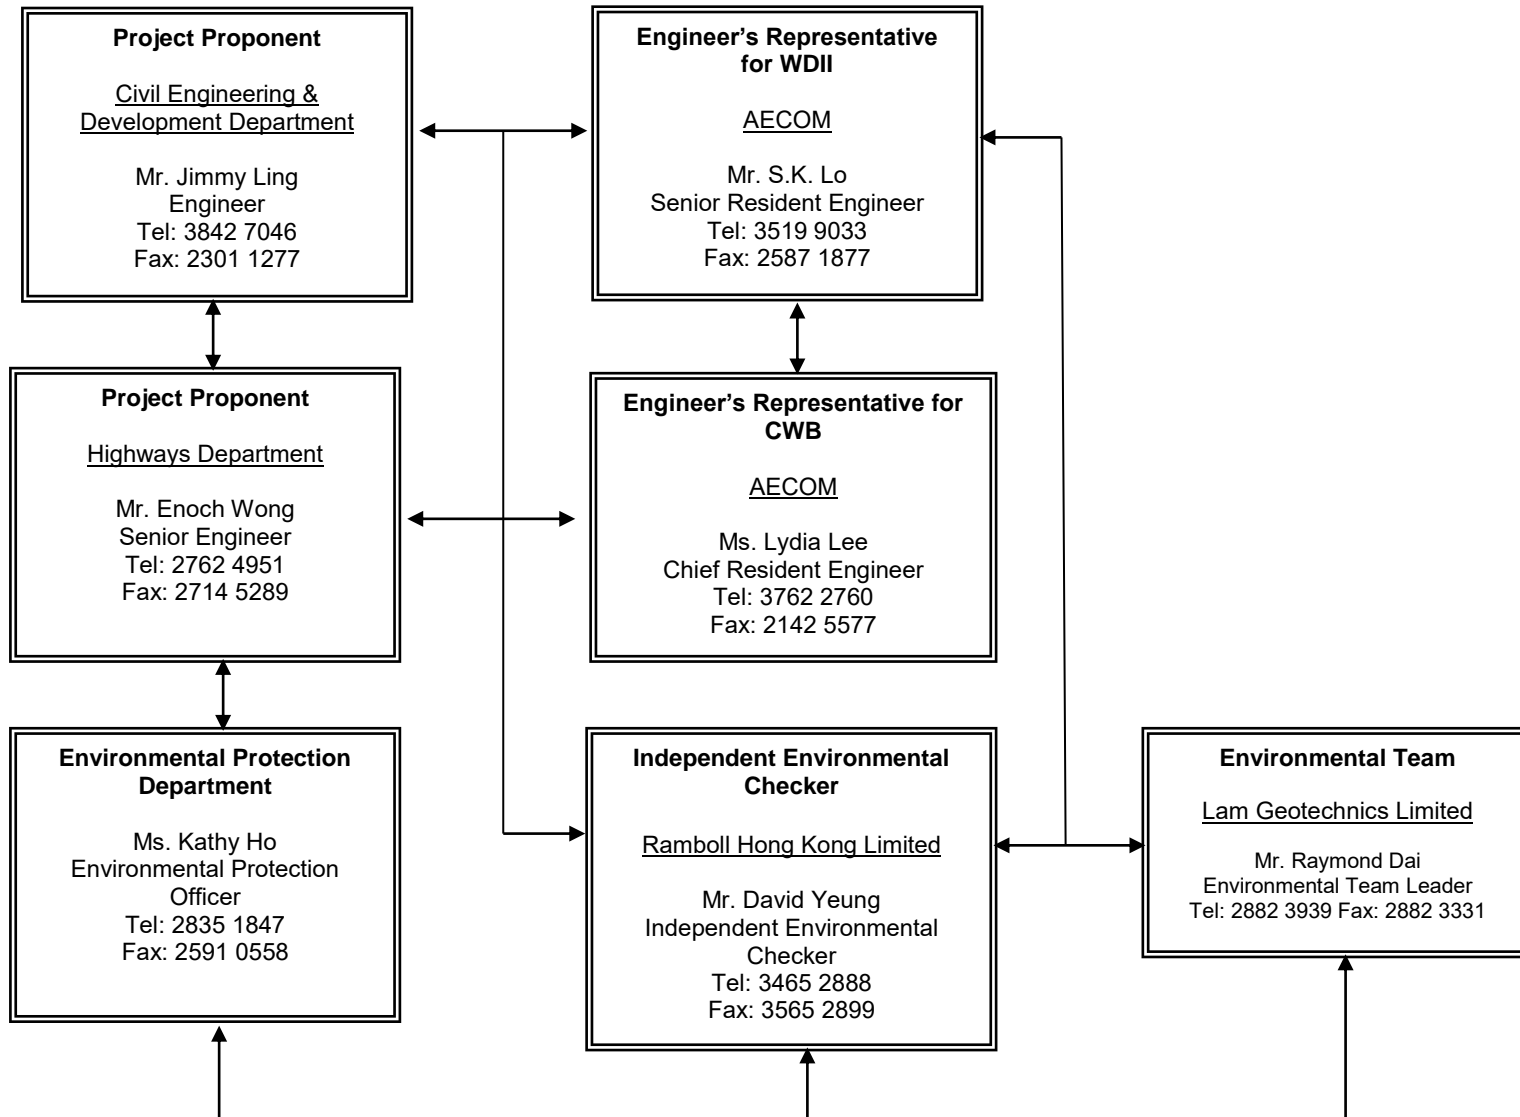 Project Proponent
Civil Engineering &
Development Department
Mr. Jimmy Ling
Engineer
Tel: 3842 7046
Fax: 2301 1277
Engineer’s Representative
for WDII
AECOM
Mr. S.K. Lo
Senior Resident Engineer
Tel: 3519 9033
Fax: 2587 1877
Project Proponent
Highways Department
Mr. Enoch Wong
Senior Engineer
Tel: 2762 4951
Fax: 2714 5289
Engineer’s Representative for
CWB
AECOM
Ms. Lydia Lee
Chief Resident Engineer
Tel: 3762 2760
Fax: 2142 5577
Environmental Protection
Department
Ms. Kathy Ho
Environmental Protection
Officer
Tel: 2835 1847
Fax: 2591 0558
Independent Environmental
Checker
Ramboll Hong Kong Limited
Mr. David Yeung
Independent Environmental
Checker
Tel: 3465 2888
Fax: 3565 2899
Environmental Team
Lam Geotechnics Limited
Mr. Raymond Dai
Environmental Team Leader
Tel: 2882 3939 Fax: 2882 3331